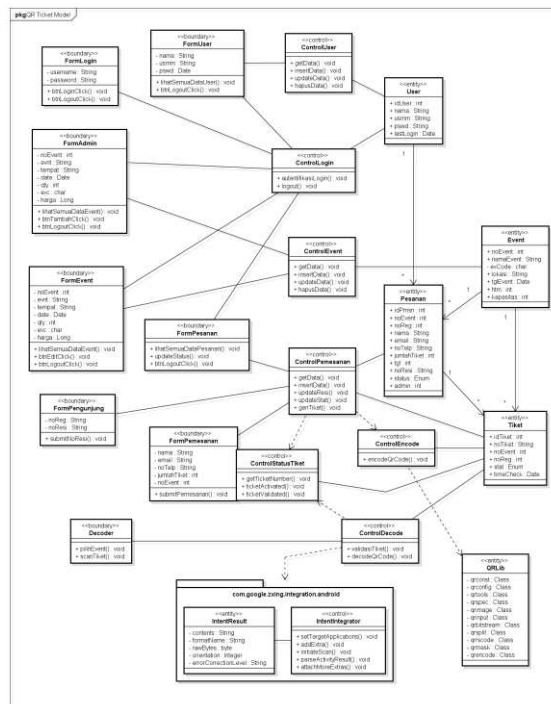 pkg QR Ticket Model
<<boundary>>
FormLogin
- username : String
- password : String
+ btnLoginClick() : void
+ btnLogoutClick() : void
<<boundary>>
FormUser
- nama : String
- usrnm : String
- pswd : Date
+ lihatSemuaDataUser() : void
+ btnLogoutClick() : void
<<control>>
ControlUser
+ getData() : void
+ insertData() : void
+ updateData() : void
+ hapusData() : void
<<entity>>
User
+ idUser : int
+ nama : String
+ usrnm : String
+ pswd : String
+ lastLogin : Date
<<boundary>>
FormAdmin
- noEvent : int
- evnt : String
- tempat : String
- date : Date
- qty : int
- evc : char
- harga : Long
+ lihatSemuaDataEvent() : void
+ btnTambahClick() : void
+ btnLogoutClick() : void
<<control>>
ControlLogin
+ autentifikasiLogin() : void
+ logout() : void
1
<<control>>
ControlEvent
+ getData() : void
+ insertData() : void
+ updateData() : void
+ hapusData() : void
<<entity>>
Event
+ noEvent : int
+ namaEvent : String
- evCode : char
+ lokasi : String
+ tglEvent : Date
+ htm : int
+ kapasitas : int
<<boundary>>
FormEvent
- noEvent : int
- evnt : String
- tempat : String
- date : Date
- qty : int
- evc : char
- harga : Long
+ lihatSemuaDataEvent() : void
+ btnEditClick() : void
+ btnLogoutClick() : void
* * 1 1
<<entity>>
Pesanan
+ idPmsn : int
+ noEvent : int
+ noReg : int
+ nama : String
+ email : String
+ noTelp : String
+ jumlahTiket : int
+ tgl : int
+ noResi : String
+ status : Enum
+ admin : int
<<boundary>>
FormPesanan
+ lihatSemuaDataPesanan() : void
+ updateStatus() : void
+ btnLogoutClick() : void
<<control>>
ControlPemesanan
+ getData() : void
+ insertData() : void
+ updateResi() : void
+ updateStat() : void
+ genTiket() : void
1
* *
<<boundary>>
FormPengunjung
- noReg : String
- noResi : String
+ submitNoResi() : void
<<entity>>
Tiket
+ idTiket : int
+ noTiket : String
+ noEvent : int
+ noReg : int
+ stat : Enum
+ timeCheck : Date
<<boundary>>
FormPemesanan
- name : String
- email : String
- noTelp : String
- jumlahTiket : int
- noEvent : int
+ submitPemesanan() : void
<<control>>
ControlStatusTiket
+ getTicketNumber() : void
+ ticketActivated() : void
+ ticketValidated() : void
<<control>>
ControlEncode
+ encodeQrCode() : void
<<boundary>>
Decoder
+ pilihEvent() : void
+ scanTiket() : void
<<control>>
ControlDecode
+ validasiTiket() : void
+ decodeQrCode() : void
<<entity>>
QRLib
- qrconst : Class
- qrconfig : Class
- qrtools : Class
- qrspec : Class
- qrimage : Class
- qrinput : Class
- qrbitstream : Class
- qrsplit : Class
- qrrscode : Class
- qrmask : Class
- qrencode : Class
com.google.zxing.integration.android
<<entity>>
IntentResult
- contents : String
- formatName : String
- rawBytes : byte
- orientation : Integer
- errorCorrectionLevel : String
<<control>>
IntentIntegrator
+ setTargetApplications() : void
+ addExtra() : void
+ initiateScan() : void
+ parseActivityResult() : void
+ attachMoreExtras() : void